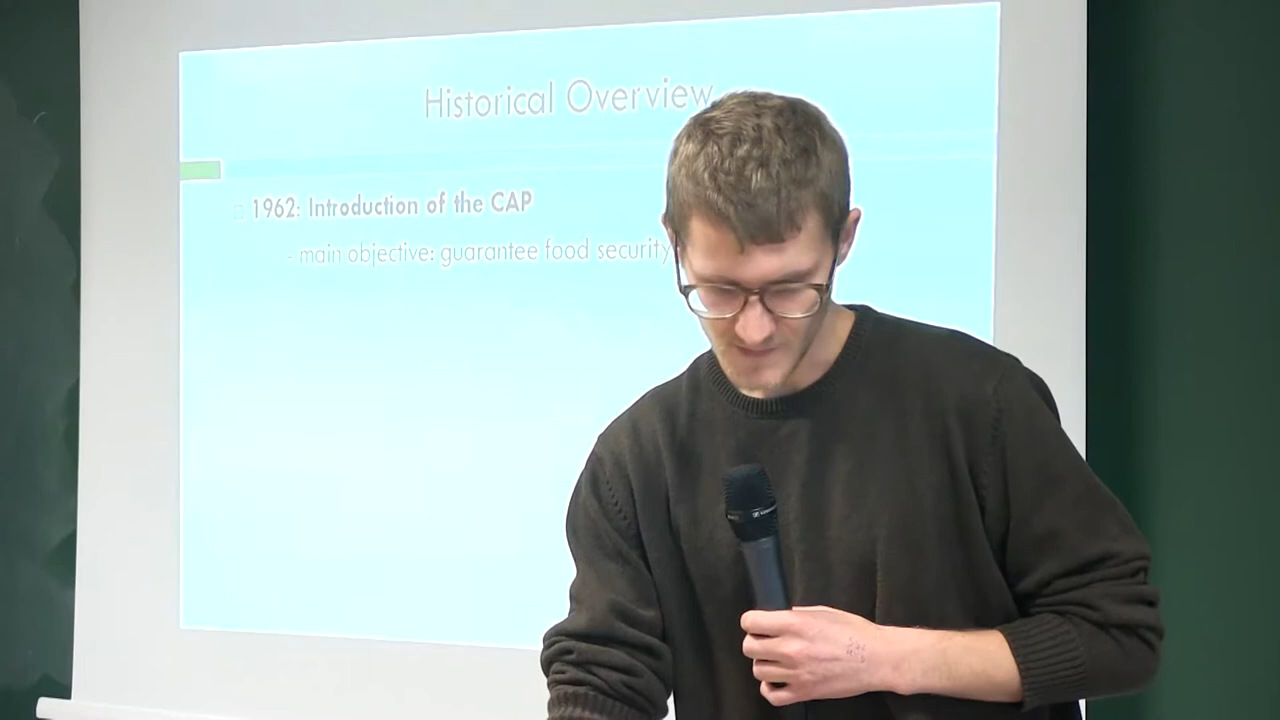 Historical Overview
1962: Introduction of the CAP
- main objective: guarantee food security